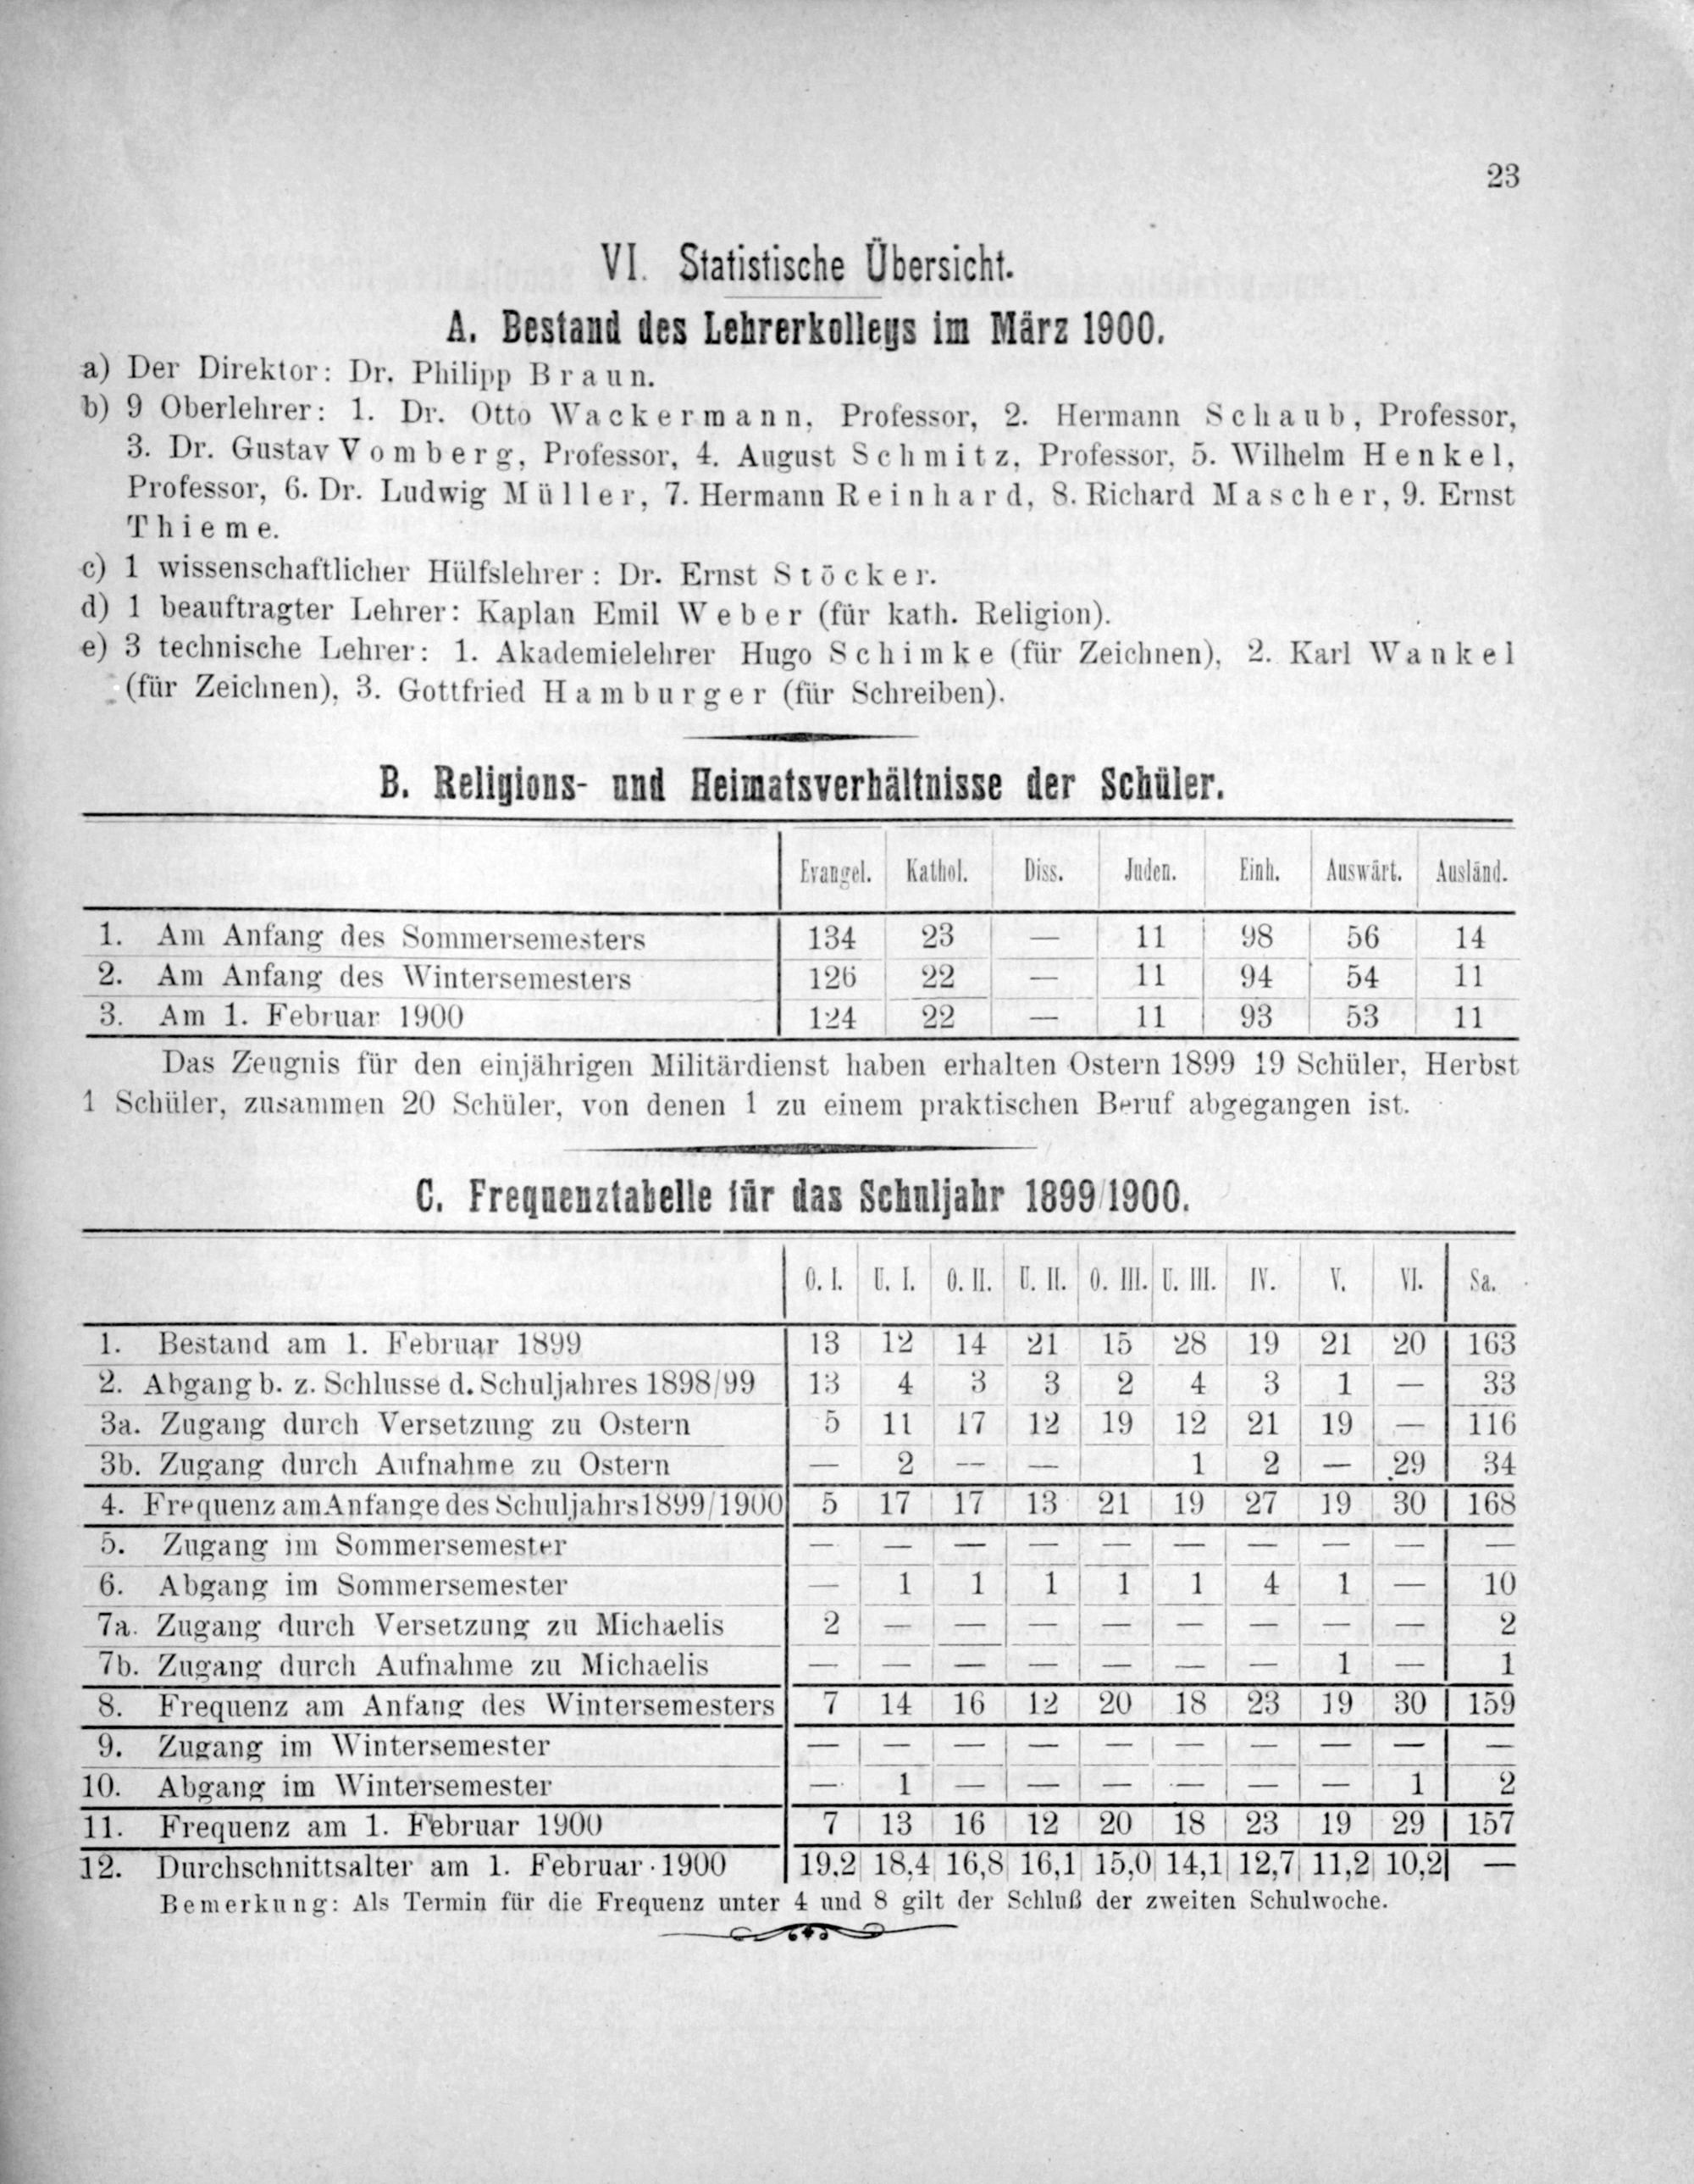 23
VI. Statistische Übersicht.
A. Bestand des Lehrerkollegs im März 1900.
a) Der Direktor: Dr. Philipp Braun.
b) 9 Oberlehrer: 1. Dr. Otto Wackermann, Professor, 2. Hermann Schaub, Professor,
3. Dr. Gustav Vomberg, Professor, 4. August Schmitz, Professor, 5. Wilhelm Henkel,
Professor, 6. Dr. Ludwig Müller, 7. Hermann Reinhard, 8. Richard Mascher, 9. Ernst
Thieme.
c) 1 wissenschaftlicher Hülfslehrer: Dr. Ernst Stöcker.
d) 1 beauftragter Lehrer: Kaplan Emil Weber (für kath. Religion).
e) 3 technische Lehrer: 1. Akademielehrer Hugo Schimke (für Zeichnen), 2. Karl Wankel
(für Zeichnen), 3. Gottfried Hamburger (für Schreiben).
B. Religions- und Heimatsverhältnisse der Schüler.
Evangel. Kathol. Diss. Juden. Einh. Auswärt. Ausländ.
1. Am Anfang des Sommersemesters 134 23 — 11 98 56 14
2. Am Anfang des Wintersemesters 126 22 — 11 94 54 11
3. Am 1. Februar 1900 124 22 — 11 93 53 11
Das Zeugnis für den einjährigen Militärdienst haben erhalten Ostern 1899 19 Schüler, Herbst
1 Schüler, zusammen 20 Schüler, von denen 1 zu einem praktischen Beruf abgegangen ist.
C. Frequenztabelle für das Schuljahr 1899/1900.
O. I. U. I. O. II. U. II. O. III. U. III. IV. V. VI. Sa.
1. Bestand am 1. Februar 1899 13 12 14 21 15 28 19 21 20 163
2. Abgang b. z. Schlusse d. Schuljahres 1898/99 13 4 3 3 2 4 3 1 — 33
3a. Zugang durch Versetzung zu Ostern 5 11 17 12 19 12 21 19 — 116
3b. Zugang durch Aufnahme zu Ostern — 2 — — 1 2 — 29 34
4. Frequenz am Anfange des Schuljahrs 1899/1900 5 17 17 13 21 19 27 19 30 168
5. Zugang im Sommersemester — — — — — — — — — —
6. Abgang im Sommersemester — 1 1 1 1 1 4 1 — 10
7a. Zugang durch Versetzung zu Michaelis 2 — — — — — — — — 2
7b. Zugang durch Aufnahme zu Michaelis — — — — — — — 1 — 1
8. Frequenz am Anfang des Wintersemesters 7 14 16 12 20 18 23 19 30 159
9. Zugang im Wintersemester — — — — — — — — — —
10. Abgang im Wintersemester — 1 — — — — — — 1 2
11. Frequenz am 1. Februar 1900 7 13 16 12 20 18 23 19 29 157
12. Durchschnittsalter am 1. Februar 1900 19,2 18,4 16,8 16,1 15,0 14,1 12,7 11,2 10,2 —
Bemerkung: Als Termin für die Frequenz unter 4 und 8 gilt der Schluß der zweiten Schulwoche.